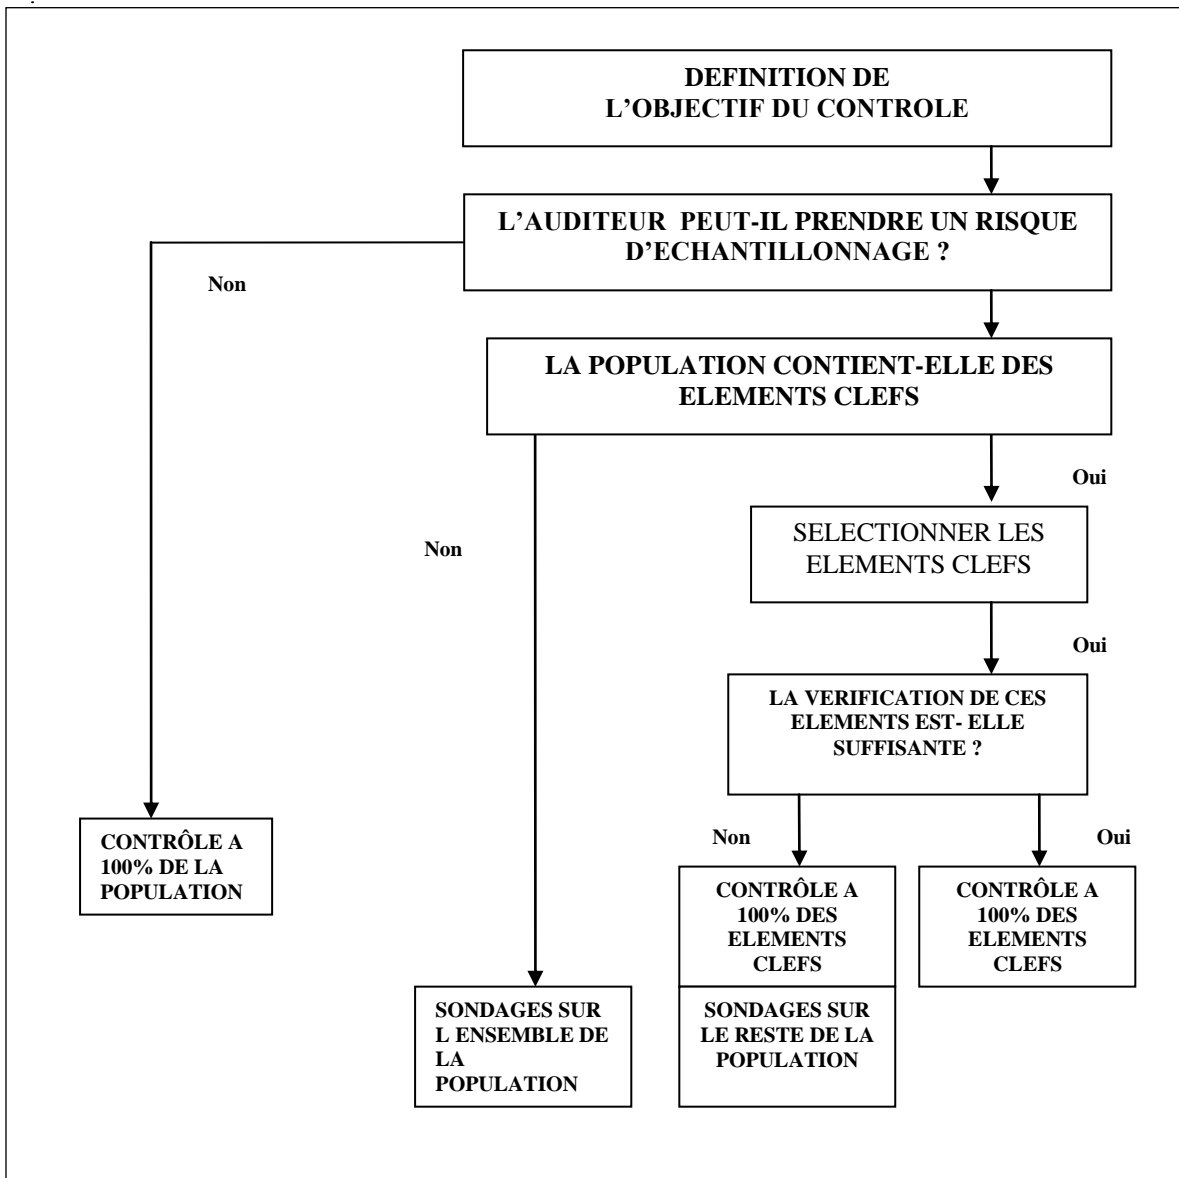 DEFINITION DE
L'OBJECTIF DU CONTROLE
L'AUDITEUR PEUT-IL PRENDRE UN RISQUE
D'ECHANTILLONNAGE ?
Non
LA POPULATION CONTIENT-ELLE DES
ELEMENTS CLEFS
Oui
Non
SELECTIONNER LES
ELEMENTS CLEFS
Oui
LA VERIFICATION DE CES
ELEMENTS EST- ELLE
SUFFISANTE ?
Non
Oui
CONTRÔLE A
100% DE LA
POPULATION
CONTRÔLE A
100% DES
ELEMENTS
CLEFS
CONTRÔLE A
100% DES
ELEMENTS
CLEFS
SONDAGES SUR
L ENSEMBLE DE
LA
POPULATION
SONDAGES SUR
LE RESTE DE LA
POPULATION